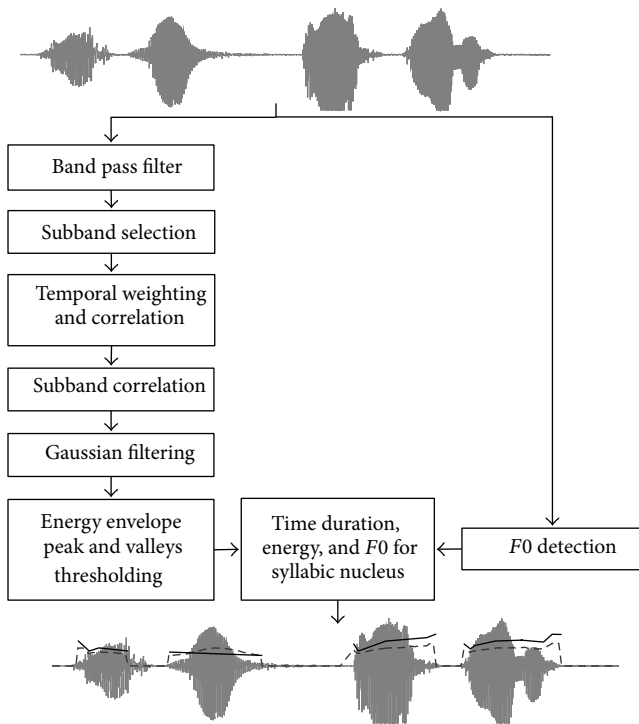 Band pass filter
Subband selection
Temporal weighting
and correlation
Subband correlation
Gaussian filtering
Energy envelope
peak and valleys
thresholding
Time duration,
energy, and F0 for
syllabic nucleus
F0 detection